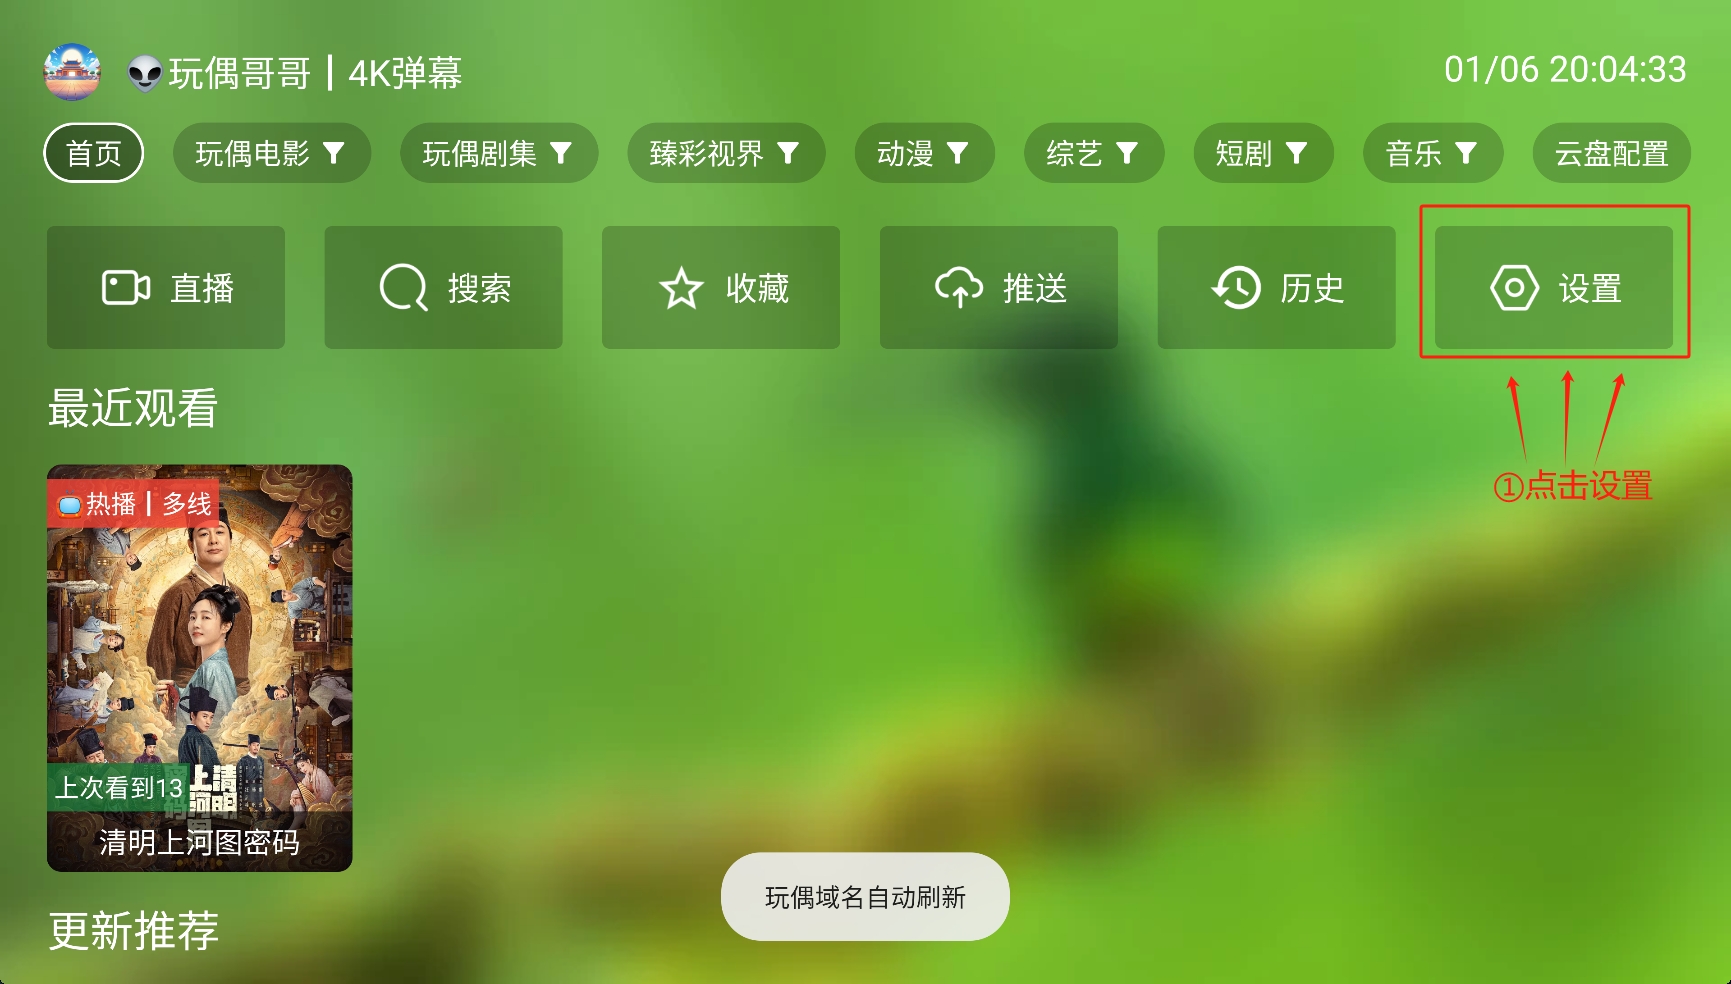 玩偶哥哥┃4K弹幕
01/06 20:04:33
首页
玩偶电影
玩偶剧集
臻彩视界
动漫
综艺
短剧
音乐
云盘配置
直播
搜索
收藏
推送
历史
设置
①点击设置
最近观看
热播┃多线
清明
上河
上次看到13
清明上河图密码
玩偶域名自动刷新
更新推荐